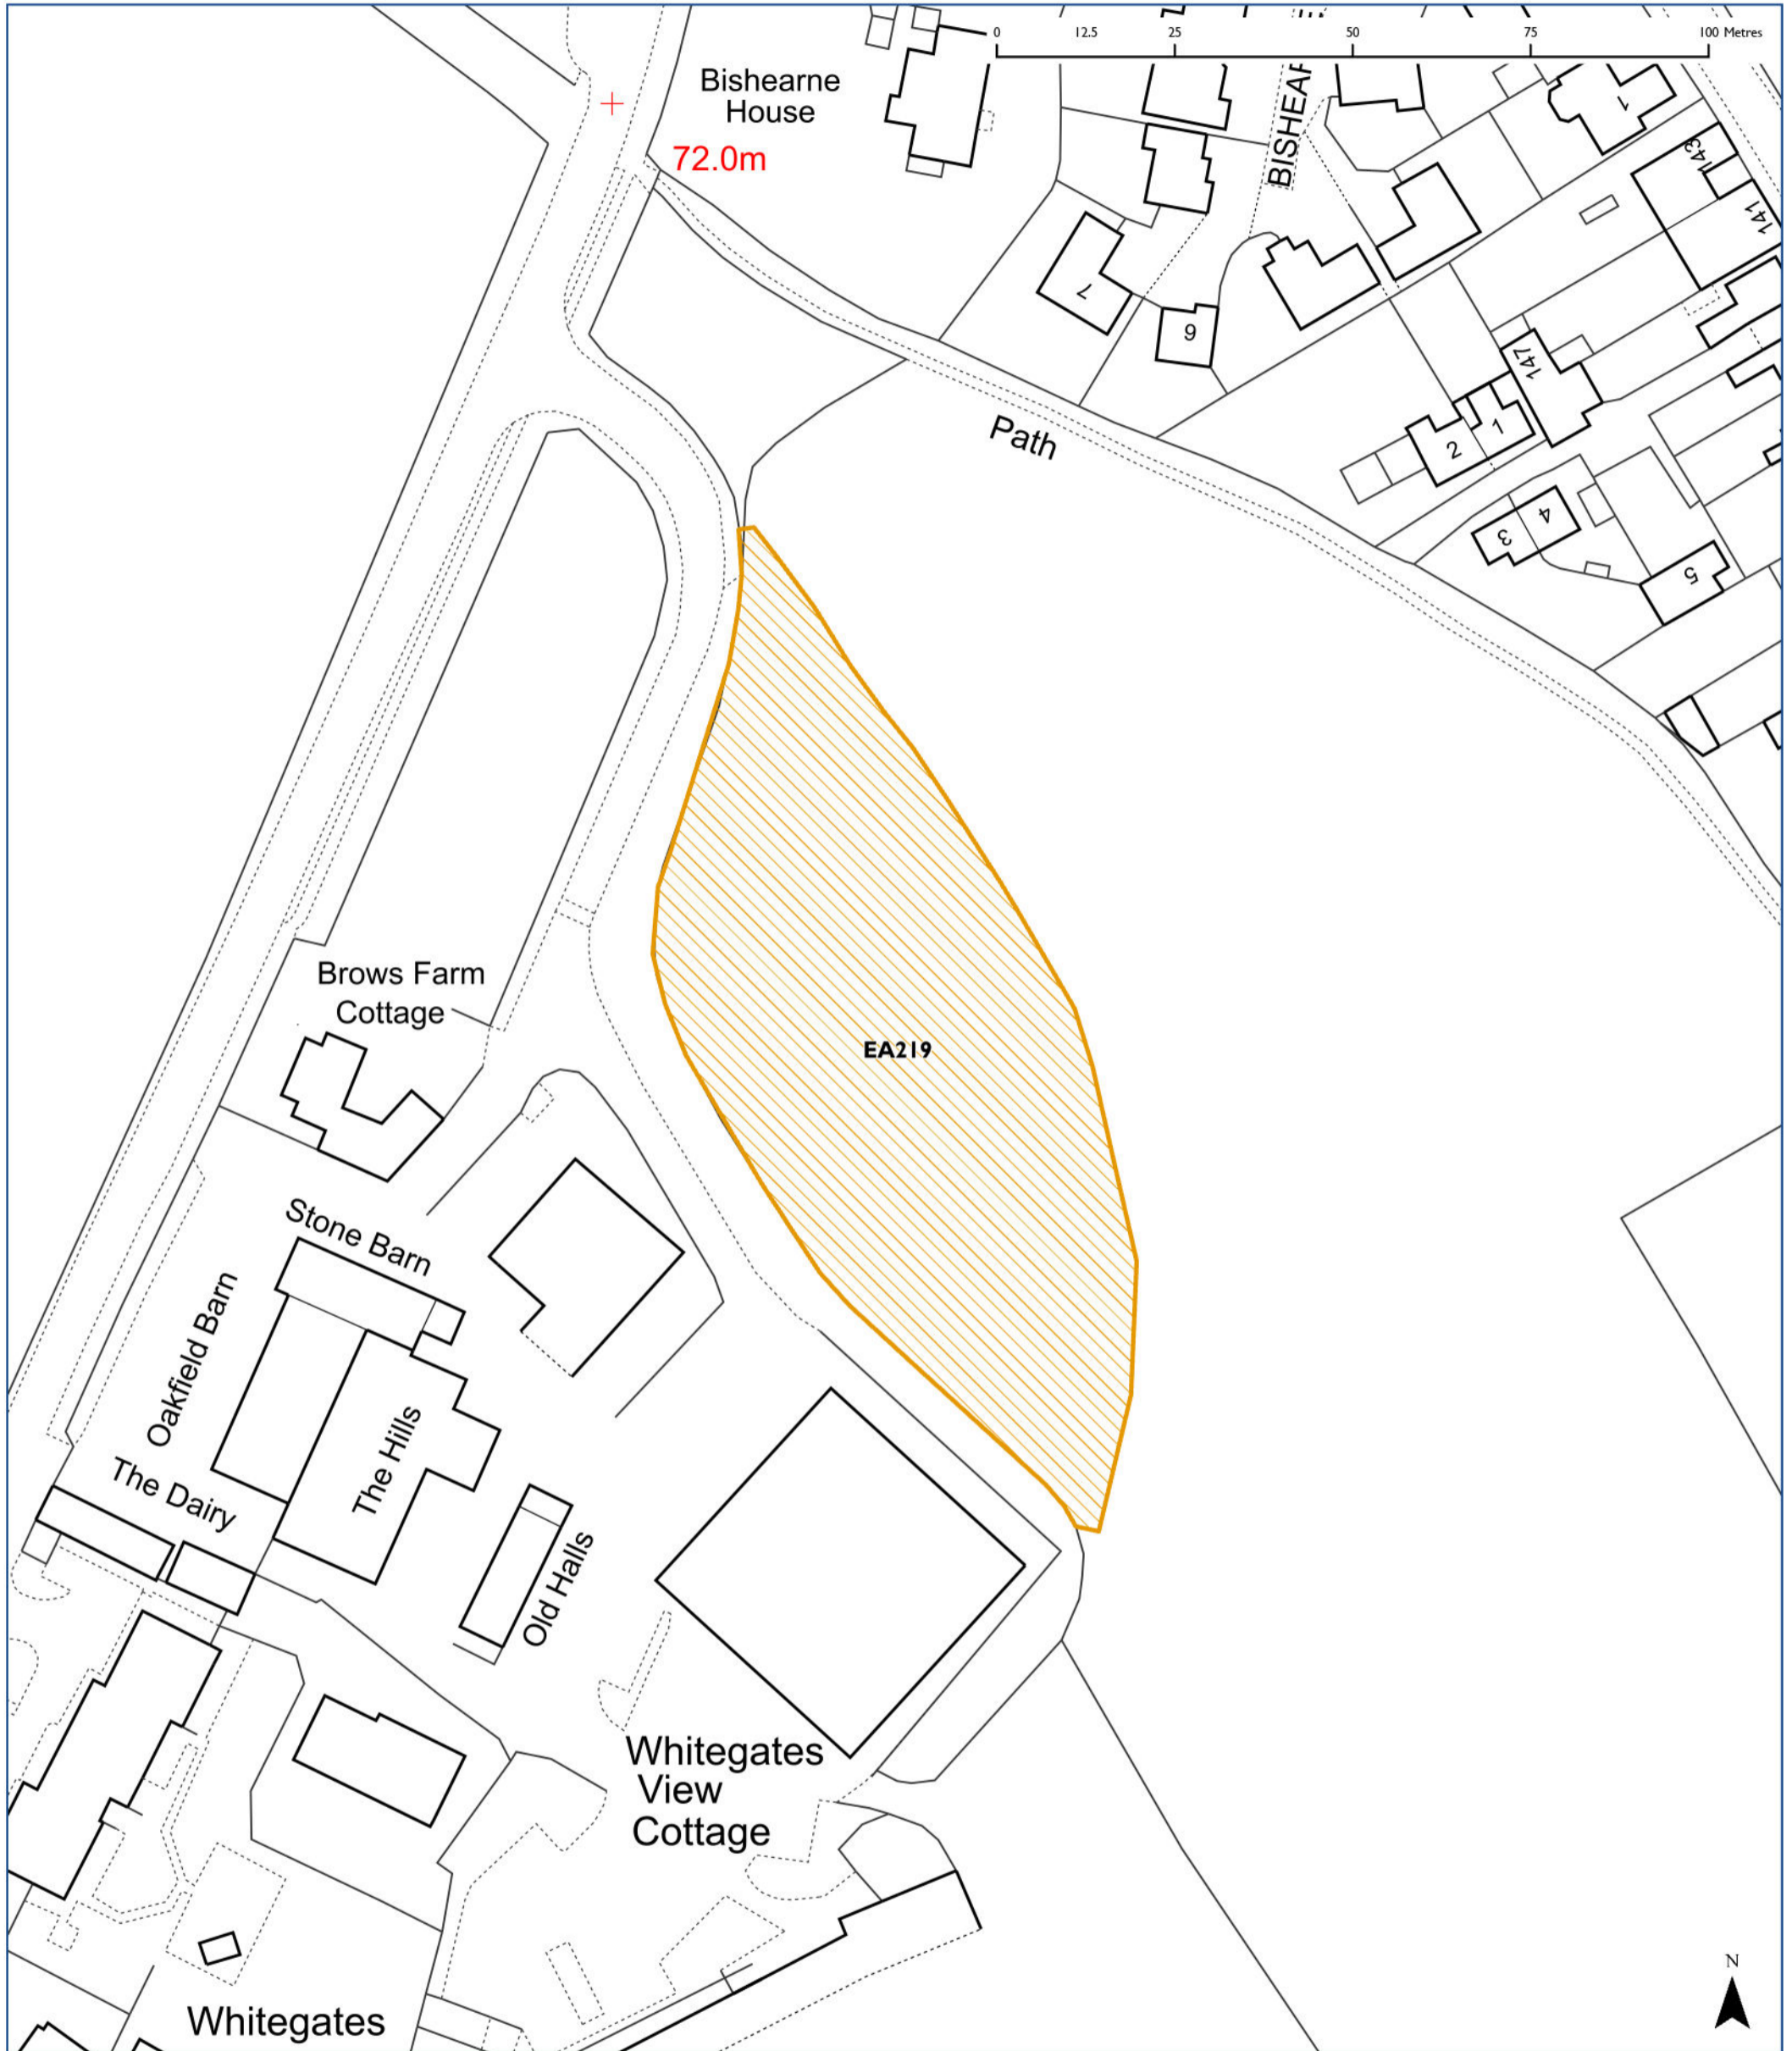 0 12.5 25 50 75 100 Metres
Bishearne
House
72.0m
BISHEAR
1
143
141
7
9
147
2
1
Path
3
4
5
Brows Farm
Cottage
EA219
Stone Barn
Oakfield Barn
The Hills
The Dairy
Old Halls
Whitegates
View
Cottage
N
Whitegates